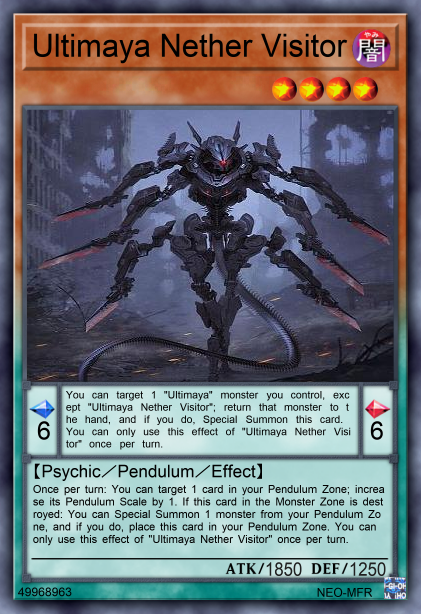 Ultimaya Nether Visitor
やみ
闇
You can target 1 "Ultimaya" monster you control, exc
ept "Ultimaya Nether Visitor"; return that monster to t
he hand, and if you do, Special Summon this card.
You can only use this effect of "Ultimaya Nether Visi
tor" once per turn.
6
6
【Psychic／Pendulum／Effect】
Once per turn: You can target 1 card in your Pendulum Zone; increa
se its Pendulum Scale by 1. If this card in the Monster Zone is dest
royed: You can Special Summon 1 monster from your Pendulum Zo
ne, and if you do, place this card in your Pendulum Zone. You can
only use this effect of "Ultimaya Nether Visitor" once per turn.
ATK/1850 DEF/1250
49968963
NEO-MFR